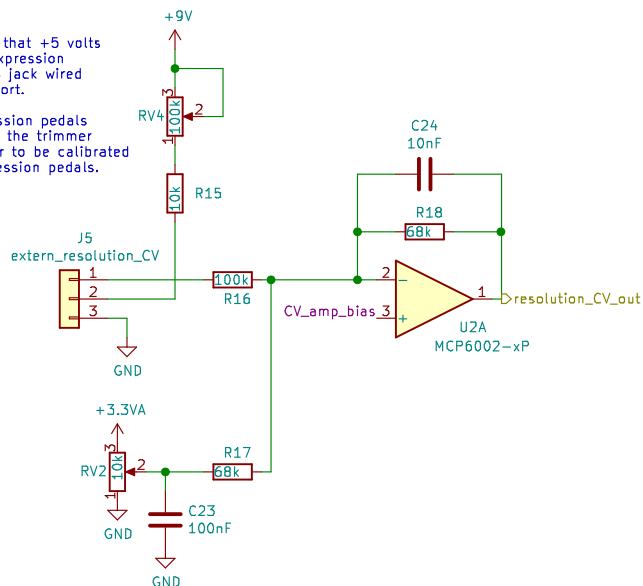 +9V
that +5 volts
xpression
jack wired
ort.
3
RV4
100k
2
1
ssion pedals
the trimmer
r to be calibrated
ession pedals.
10k
R15
C24
10nF
R18
68k
J5
extern_resolution_CV
1
2
3
100k
R16
GND
2
-
1
resolution_CV_out
CV_amp_bias
3
+
U2A
MCP6002-xP
+3.3VA
3
RV2
10k
2
1
GND
R17
68k
C23
100nF
GND